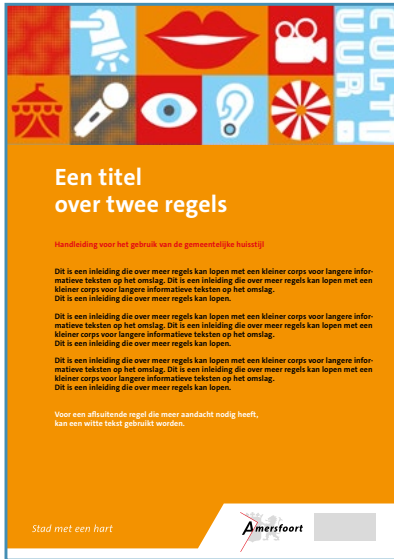 CULT!
UUR:
Een titel
over twee regels
Handleiding voor het gebruik van de gemeentelijke huisstijl
Dit is een inleiding die over meer regels kan lopen met een kleiner corps voor langere infor-
matieve teksten op het omslag. Dit is een inleiding die over meer regels kan lopen met een
kleiner corps voor langere informatieve teksten op het omslag.
Dit is een inleiding die over meer regels kan lopen.
Dit is een inleiding die over meer regels kan lopen met een kleiner corps voor langere infor-
matieve teksten op het omslag. Dit is een inleiding die over meer regels kan lopen met een
kleiner corps voor langere informatieve teksten op het omslag.
Dit is een inleiding die over meer regels kan lopen.
Dit is een inleiding die over meer regels kan lopen met een kleiner corps voor langere infor-
matieve teksten op het omslag. Dit is een inleiding die over meer regels kan lopen met een
kleiner corps voor langere informatieve teksten op het omslag.
Dit is een inleiding die over meer regels kan lopen.
Voor een afluitende regel die meer aandacht nodig heeft,
kan een witte tekst gebruikt worden.
Stad met een hart
Amersfoort